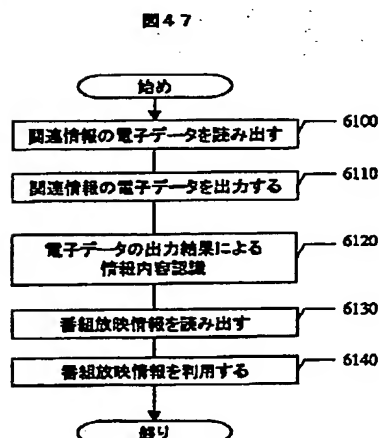 図47
始め
関連情報の電子データを読み出す
6100
関連情報の電子データを出力する
6110
電子データの出力結果による
情報内容認識
6120
番組放映情報を読み出す
6130
番組放映情報を利用する
6140
終り